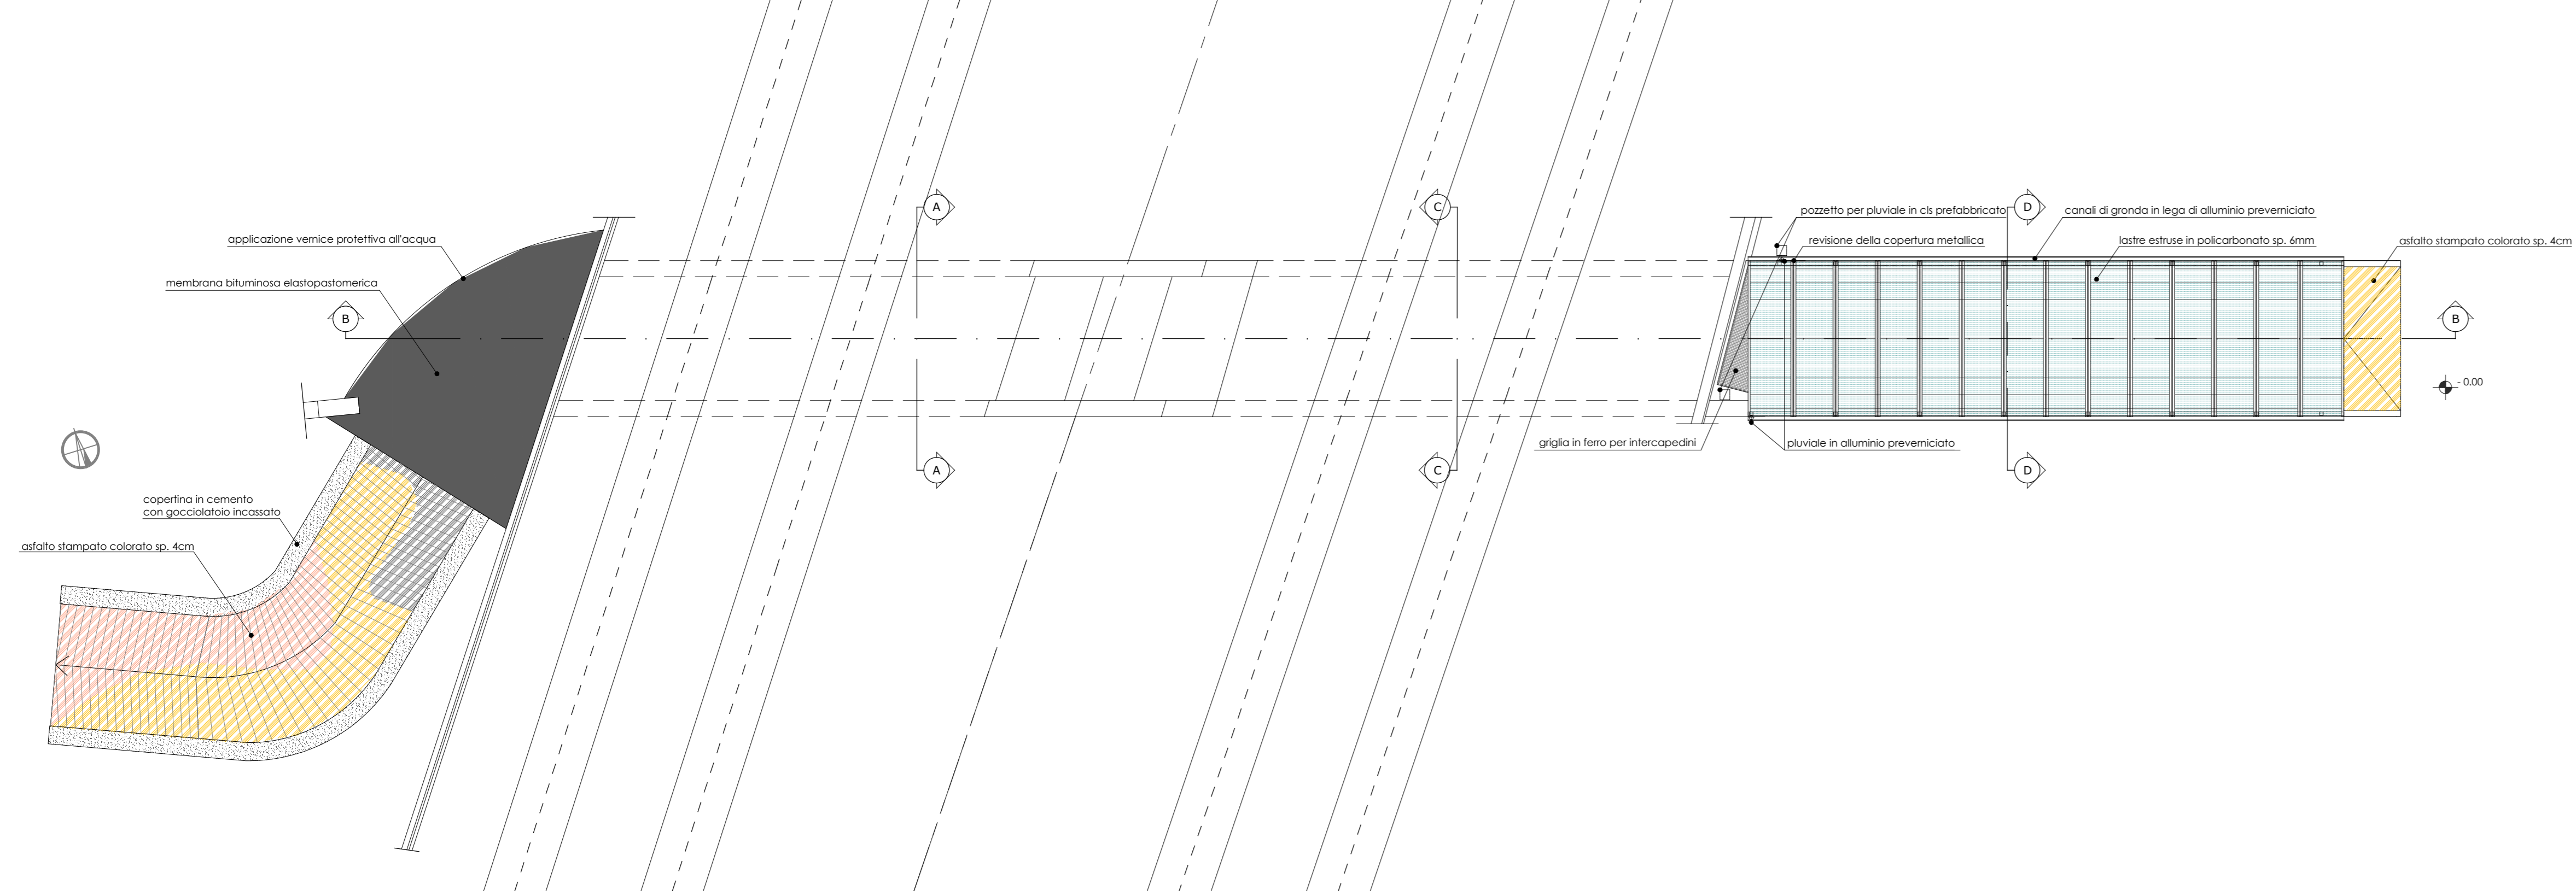 A
C
D
pozzetto per pluviale in cls prefabbricato
canali di gronda in lega di alluminio preverniciato
applicazione vernice protettiva all'acqua
revisione della copertura metallica
lastre estruse in policarbonato sp. 6mm
asfalto stampato colorato sp. 4cm
membrana bituminosa elastopastomerica
B
B
- 0.00
griglia in ferro per intercapedini
pluviale in alluminio preverniciato
A
C
D
copertina in cemento
con gocciolatoio incassato
asfalto stampato colorato sp. 4cm